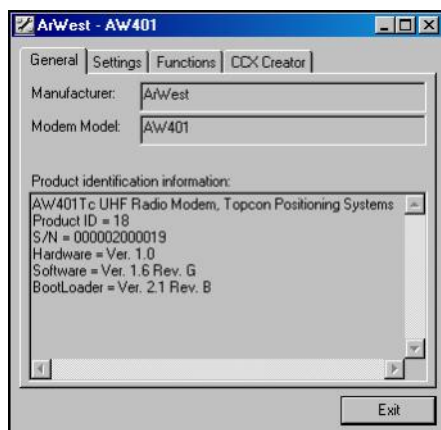 ArWest - AW401
General Settings Functions CCX Creator
Manufacturer: ArWest
Modem Model: AW401
Product identification information:
AW401Tc UHF Radio Modem, Topcon Positioning Systems
Product ID = 18
S/N = 000002000019
Hardware = Ver. 1.0
Software = Ver. 1.6 Rev. G
BootLoader = Ver. 2.1 Rev. B
Exit